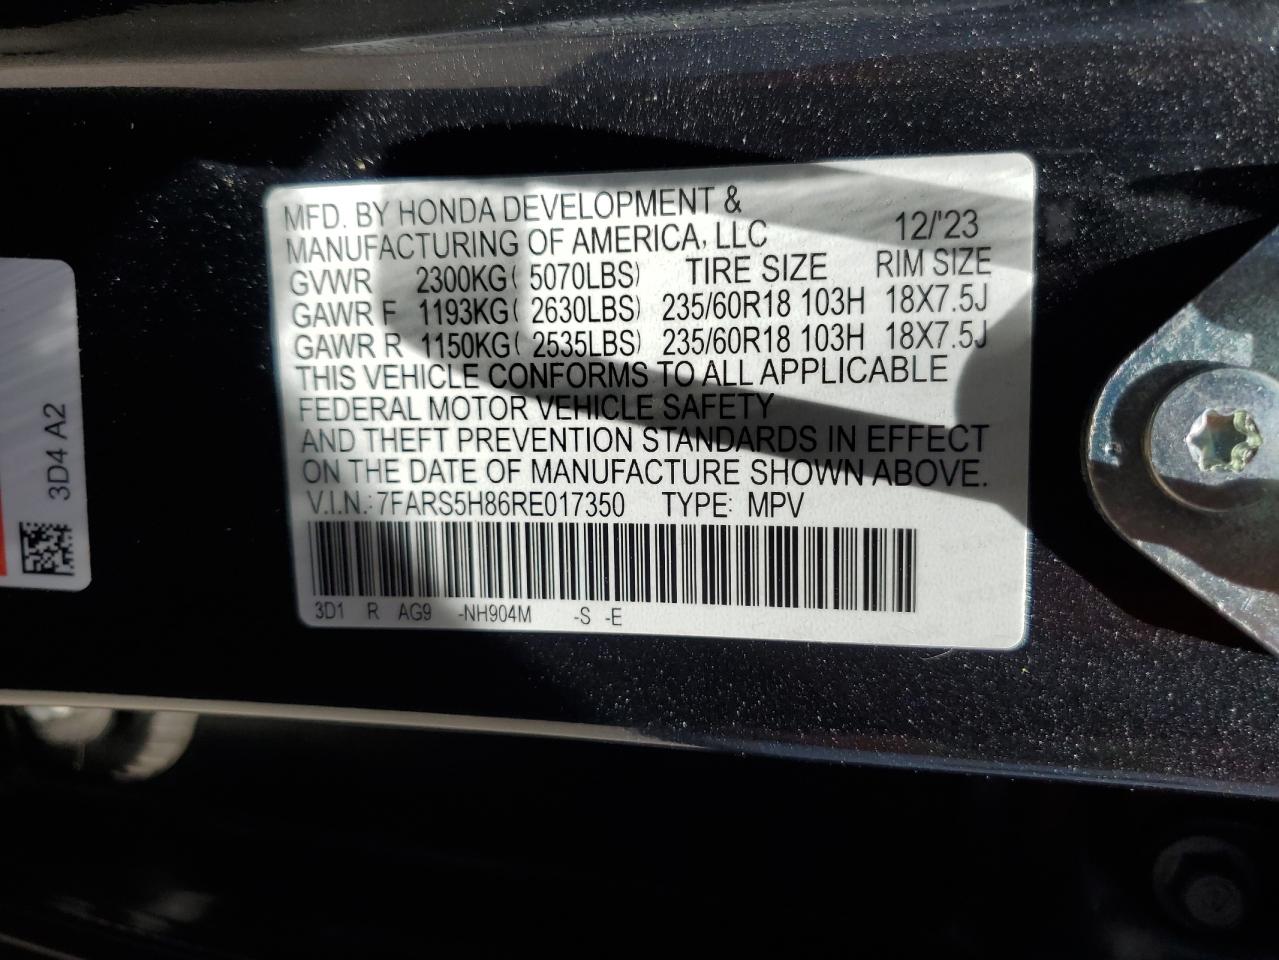 MFD. BY HONDA DEVELOPMENT &
MANUFACTURING OF AMERICA, LLC 12/'23
GVWR 2300KG( 5070LBS) TIRE SIZE RIM SIZE
GAWR F 1193KG( 2630LBS) 235/60R18 103H 18X7.5J
GAWR R 1150KG( 2535LBS) 235/60R18 103H 18X7.5J
THIS VEHICLE CONFORMS TO ALL APPLICABLE
FEDERAL MOTOR VEHICLE SAFETY
AND THEFT PREVENTION STANDARDS IN EFFECT
ON THE DATE OF MANUFACTURE SHOWN ABOVE.
V.I.N.: 7FARS5H86RE017350 TYPE: MPV
3D1 R AG9 -NH904M -S -E
3D4 A2